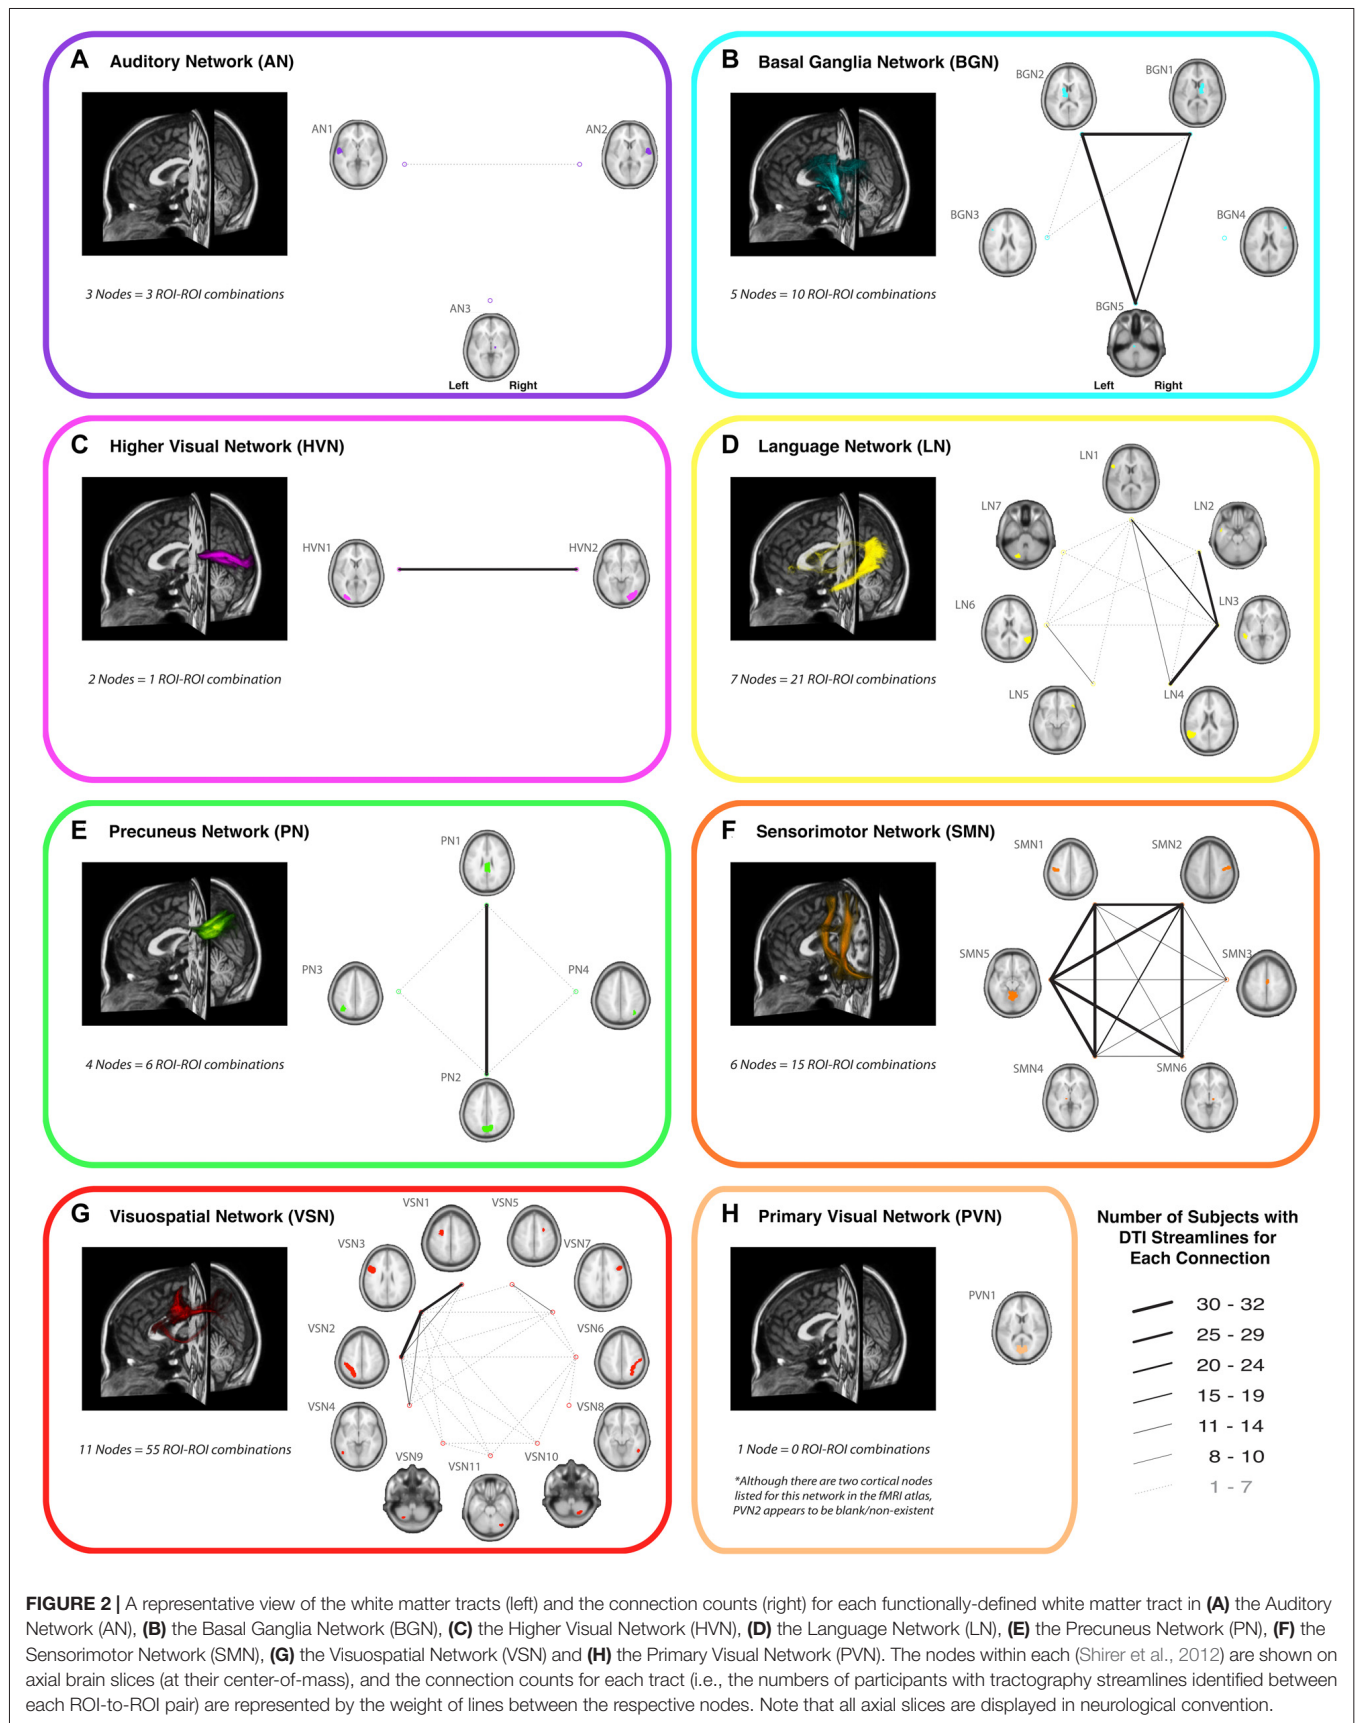 A Auditory Network (AN)
AN1
AN2
3 Nodes = 3 ROI-ROI combinations
AN3
Left Right
B Basal Ganglia Network (BGN)
BGN2
BGN1
BGN3
BGN4
5 Nodes = 10 ROI-ROI combinations
BGN5
Left Right
C Higher Visual Network (HVN)
HVN1
HVN2
2 Nodes = 1 ROI-ROI combination
D Language Network (LN)
LN1
LN7
LN2
LN6
LN3
7 Nodes = 21 ROI-ROI combinations
LN5
LN4
E Precuneus Network (PN)
PN1
PN3
PN4
4 Nodes = 6 ROI-ROI combinations
PN2
F Sensorimotor Network (SMN)
SMN1
SMN2
SMN5
SMN3
6 Nodes = 15 ROI-ROI combinations
SMN4
SMN6
G Visuospatial Network (VSN)
VSN1
VSN5
VSN3
VSN7
VSN2
VSN6
VSN4
VSN8
11 Nodes = 55 ROI-ROI combinations
VSN9
VSN11
VSN10
H Primary Visual Network (PVN)
PVN1
1 Node = 0 ROI-ROI combinations
*Although there are two cortical nodes
listed for this network in the fMRI atlas,
PVN2 appears to be blank/non-existent
Number of Subjects with
DTI Streamlines for
Each Connection
30 - 32
25 - 29
20 - 24
15 - 19
11 - 14
8 - 10
1 - 7
FIGURE 2 | A representative view of the white matter tracts (left) and the connection counts (right) for each functionally-defined white matter tract in (A) the Auditory
Network (AN), (B) the Basal Ganglia Network (BGN), (C) the Higher Visual Network (HVN), (D) the Language Network (LN), (E) the Precuneus Network (PN), (F) the
Sensorimotor Network (SMN), (G) the Visuospatial Network (VSN) and (H) the Primary Visual Network (PVN). The nodes within each (Shirer et al., 2012) are shown on
axial brain slices (at their center-of-mass), and the connection counts for each tract (i.e., the numbers of participants with tractography streamlines identified between
each ROI-to-ROI pair) are represented by the weight of lines between the respective nodes. Note that all axial slices are displayed in neurological convention.